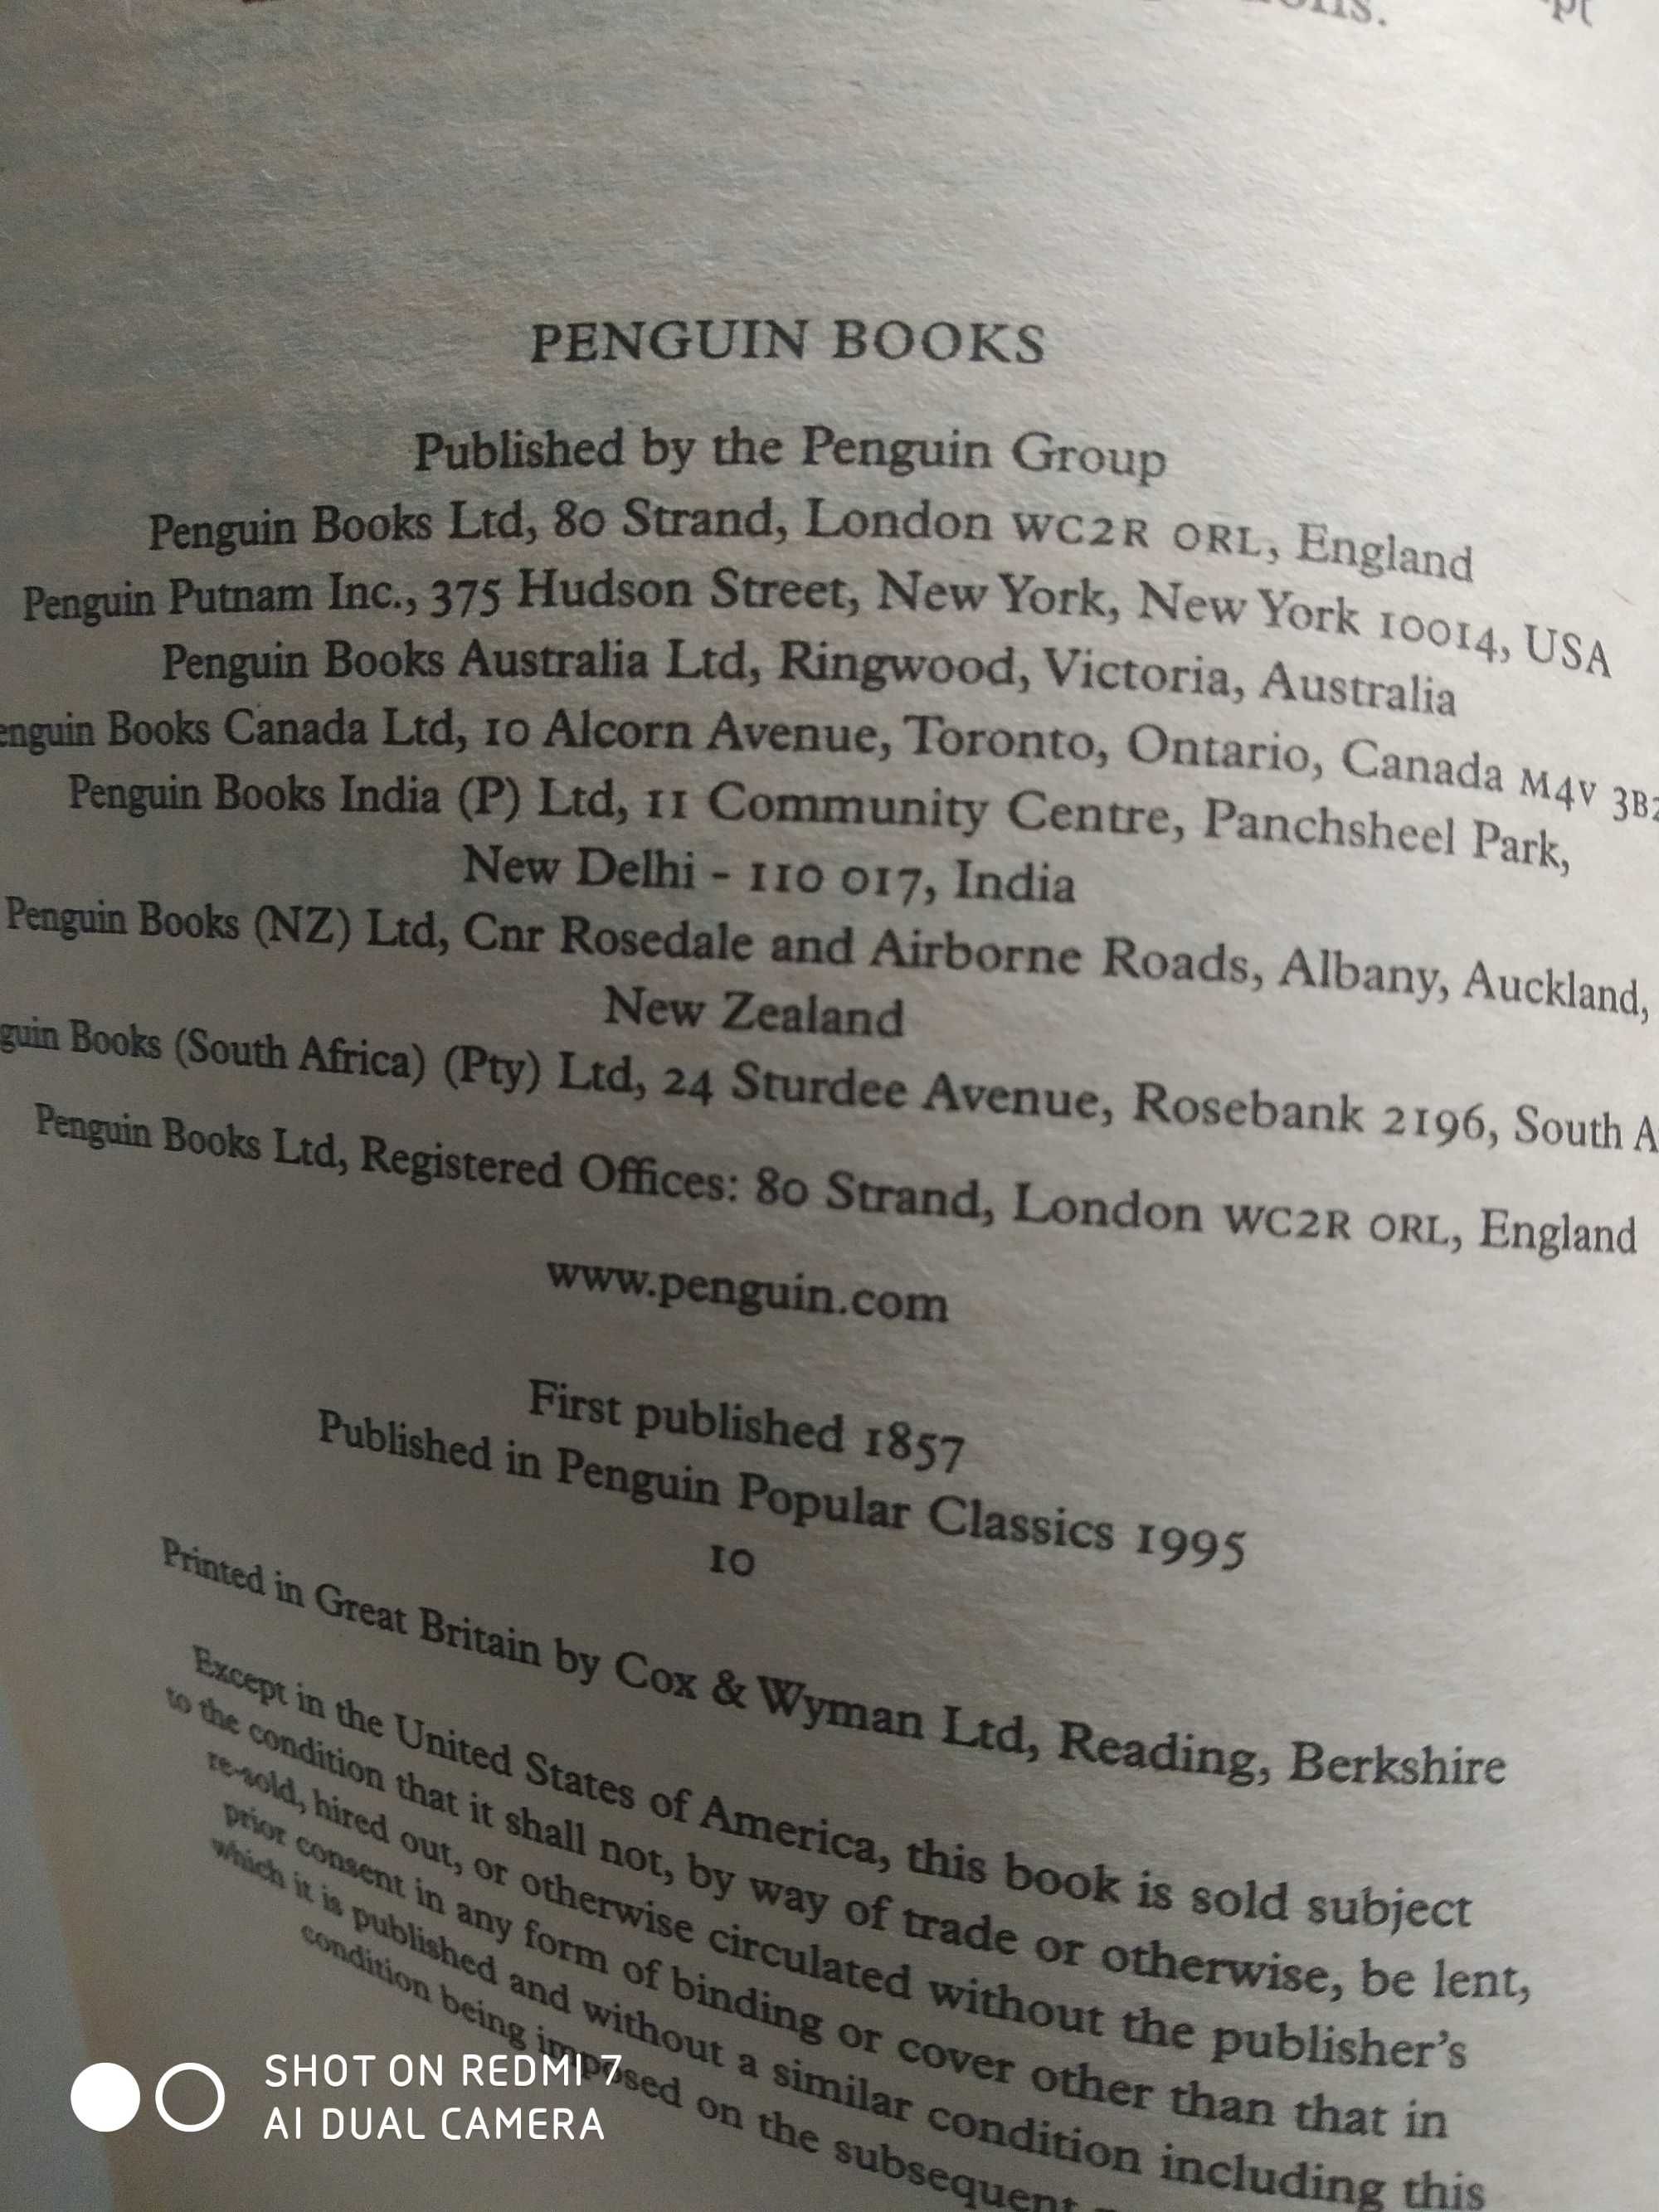 PENGUIN BOOKS
Published by the Penguin Group
Penguin Books Ltd, 80 Strand, London WC2R ORL, England
Penguin Putnam Inc., 375 Hudson Street, New York, New York 10014, USA
Penguin Books Australia Ltd, Ringwood, Victoria, Australia
enguin Books Canada Ltd, 10 Alcorn Avenue, Toronto, Ontario, Canada M4V 3B2
Penguin Books India (P) Ltd, 11 Community Centre, Panchsheel Park,
New Delhi - 110 017, India
Penguin Books (NZ) Ltd, Cnr Rosedale and Airborne Roads, Albany, Auckland,
New Zealand
guin Books (South Africa) (Pty) Ltd, 24 Sturdee Avenue, Rosebank 2196, South A
Penguin Books Ltd, Registered Offices: 80 Strand, London WC2R ORL, England
www.penguin.com
First published 1857
Published in Penguin Popular Classics 1995
10
Printed in Great Britain by Cox & Wyman Ltd, Reading, Berkshire
Except in the United States of America, this book is sold subject
to the condition that it shall not, by way of trade or otherwise, be lent,
re-sold, hired out, or otherwise circulated without the publisher's
prior consent in any form of binding or cover other than that in
which it is published and without a similar condition including this
condition being imposed on the subsequent
SHOT ON REDMI 7
AI DUAL CAMERA